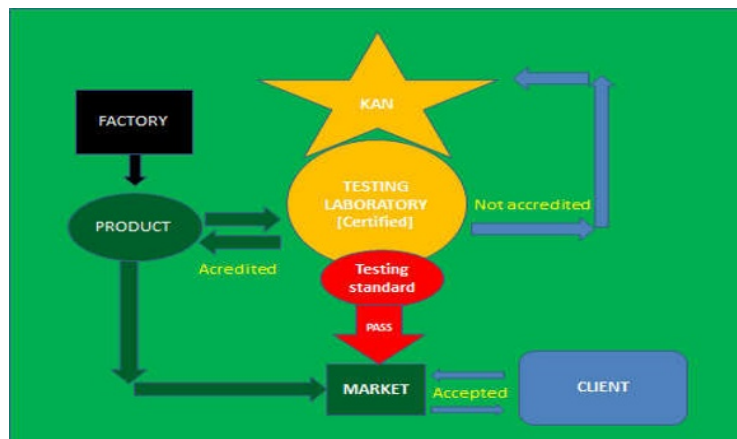 KAN
FACTORY
TESTING
LABORATORY
[Certified]
PRODUCT
Not accredited
Acredited
Testing
standard
PASS
MARKET
Accepted
CLIENT